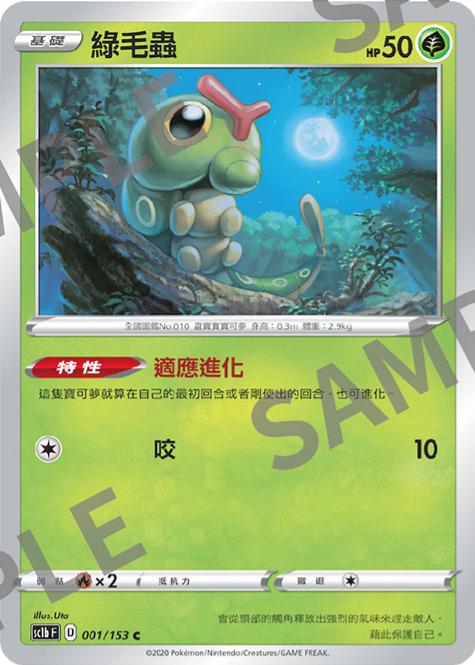 基礎 綠毛蟲 HP 50
全國圖鑑No.010 蟲寶寶寶可夢 身高：0.3m 體重：2.9kg
特性 適應進化
這隻寶可夢就算在自己的最初回合或者剛使出的回合，也可進化。
咬 10
弱點 ×2 抵抗力 撤退
illus.Uta
sc1b F D 001/153 C
會從頭部的觸角釋放出強烈的氣味來趕走敵人，
藉此保護自己。
©2020 Pokémon/Nintendo/Creatures/GAME FREAK.
SAMPLE
SAMPLE
SAMPLE
SAMPLE